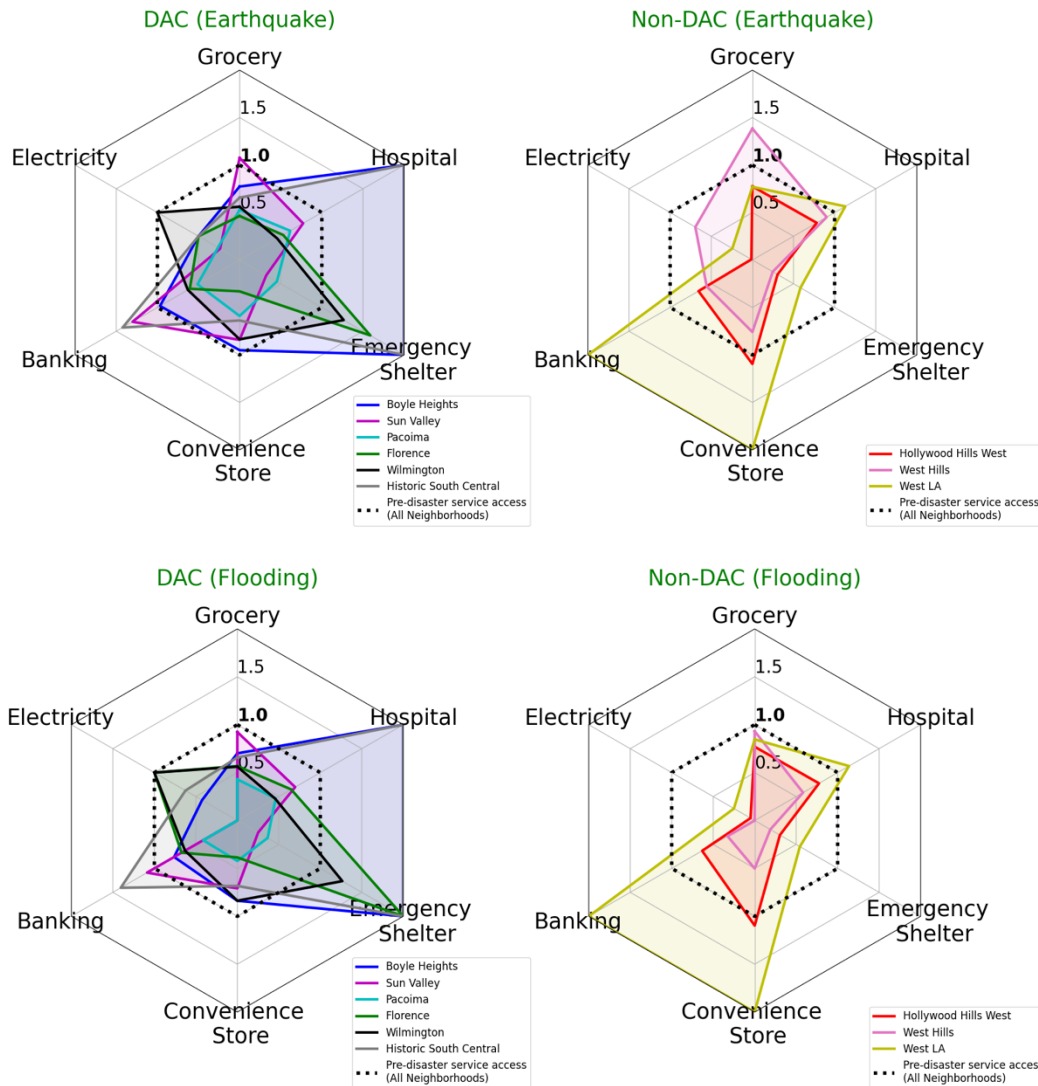 DAC (Earthquake)
Grocery
1.5
1.0
0.5
Electricity
Hospital
Banking
Emergency
Shelter
Convenience
Store
Boyle Heights
Sun Valley
Pacoima
Florence
Wilmington
Historic South Central
Pre-disaster service access
(All Neighborhoods)
Non-DAC (Earthquake)
Grocery
1.5
1.0
0.5
Electricity
Hospital
Banking
Emergency
Shelter
Convenience
Store
Hollywood Hills West
West Hills
West LA
Pre-disaster service access
(All Neighborhoods)
DAC (Flooding)
Grocery
1.5
1.0
0.5
Electricity
Hospital
Banking
Emergency
Shelter
Convenience
Store
Boyle Heights
Sun Valley
Pacoima
Florence
Wilmington
Historic South Central
Pre-disaster service access
(All Neighborhoods)
Non-DAC (Flooding)
Grocery
1.5
1.0
0.5
Electricity
Hospital
Banking
Emergency
Shelter
Convenience
Store
Hollywood Hills West
West Hills
West LA
Pre-disaster service access
(All Neighborhoods)